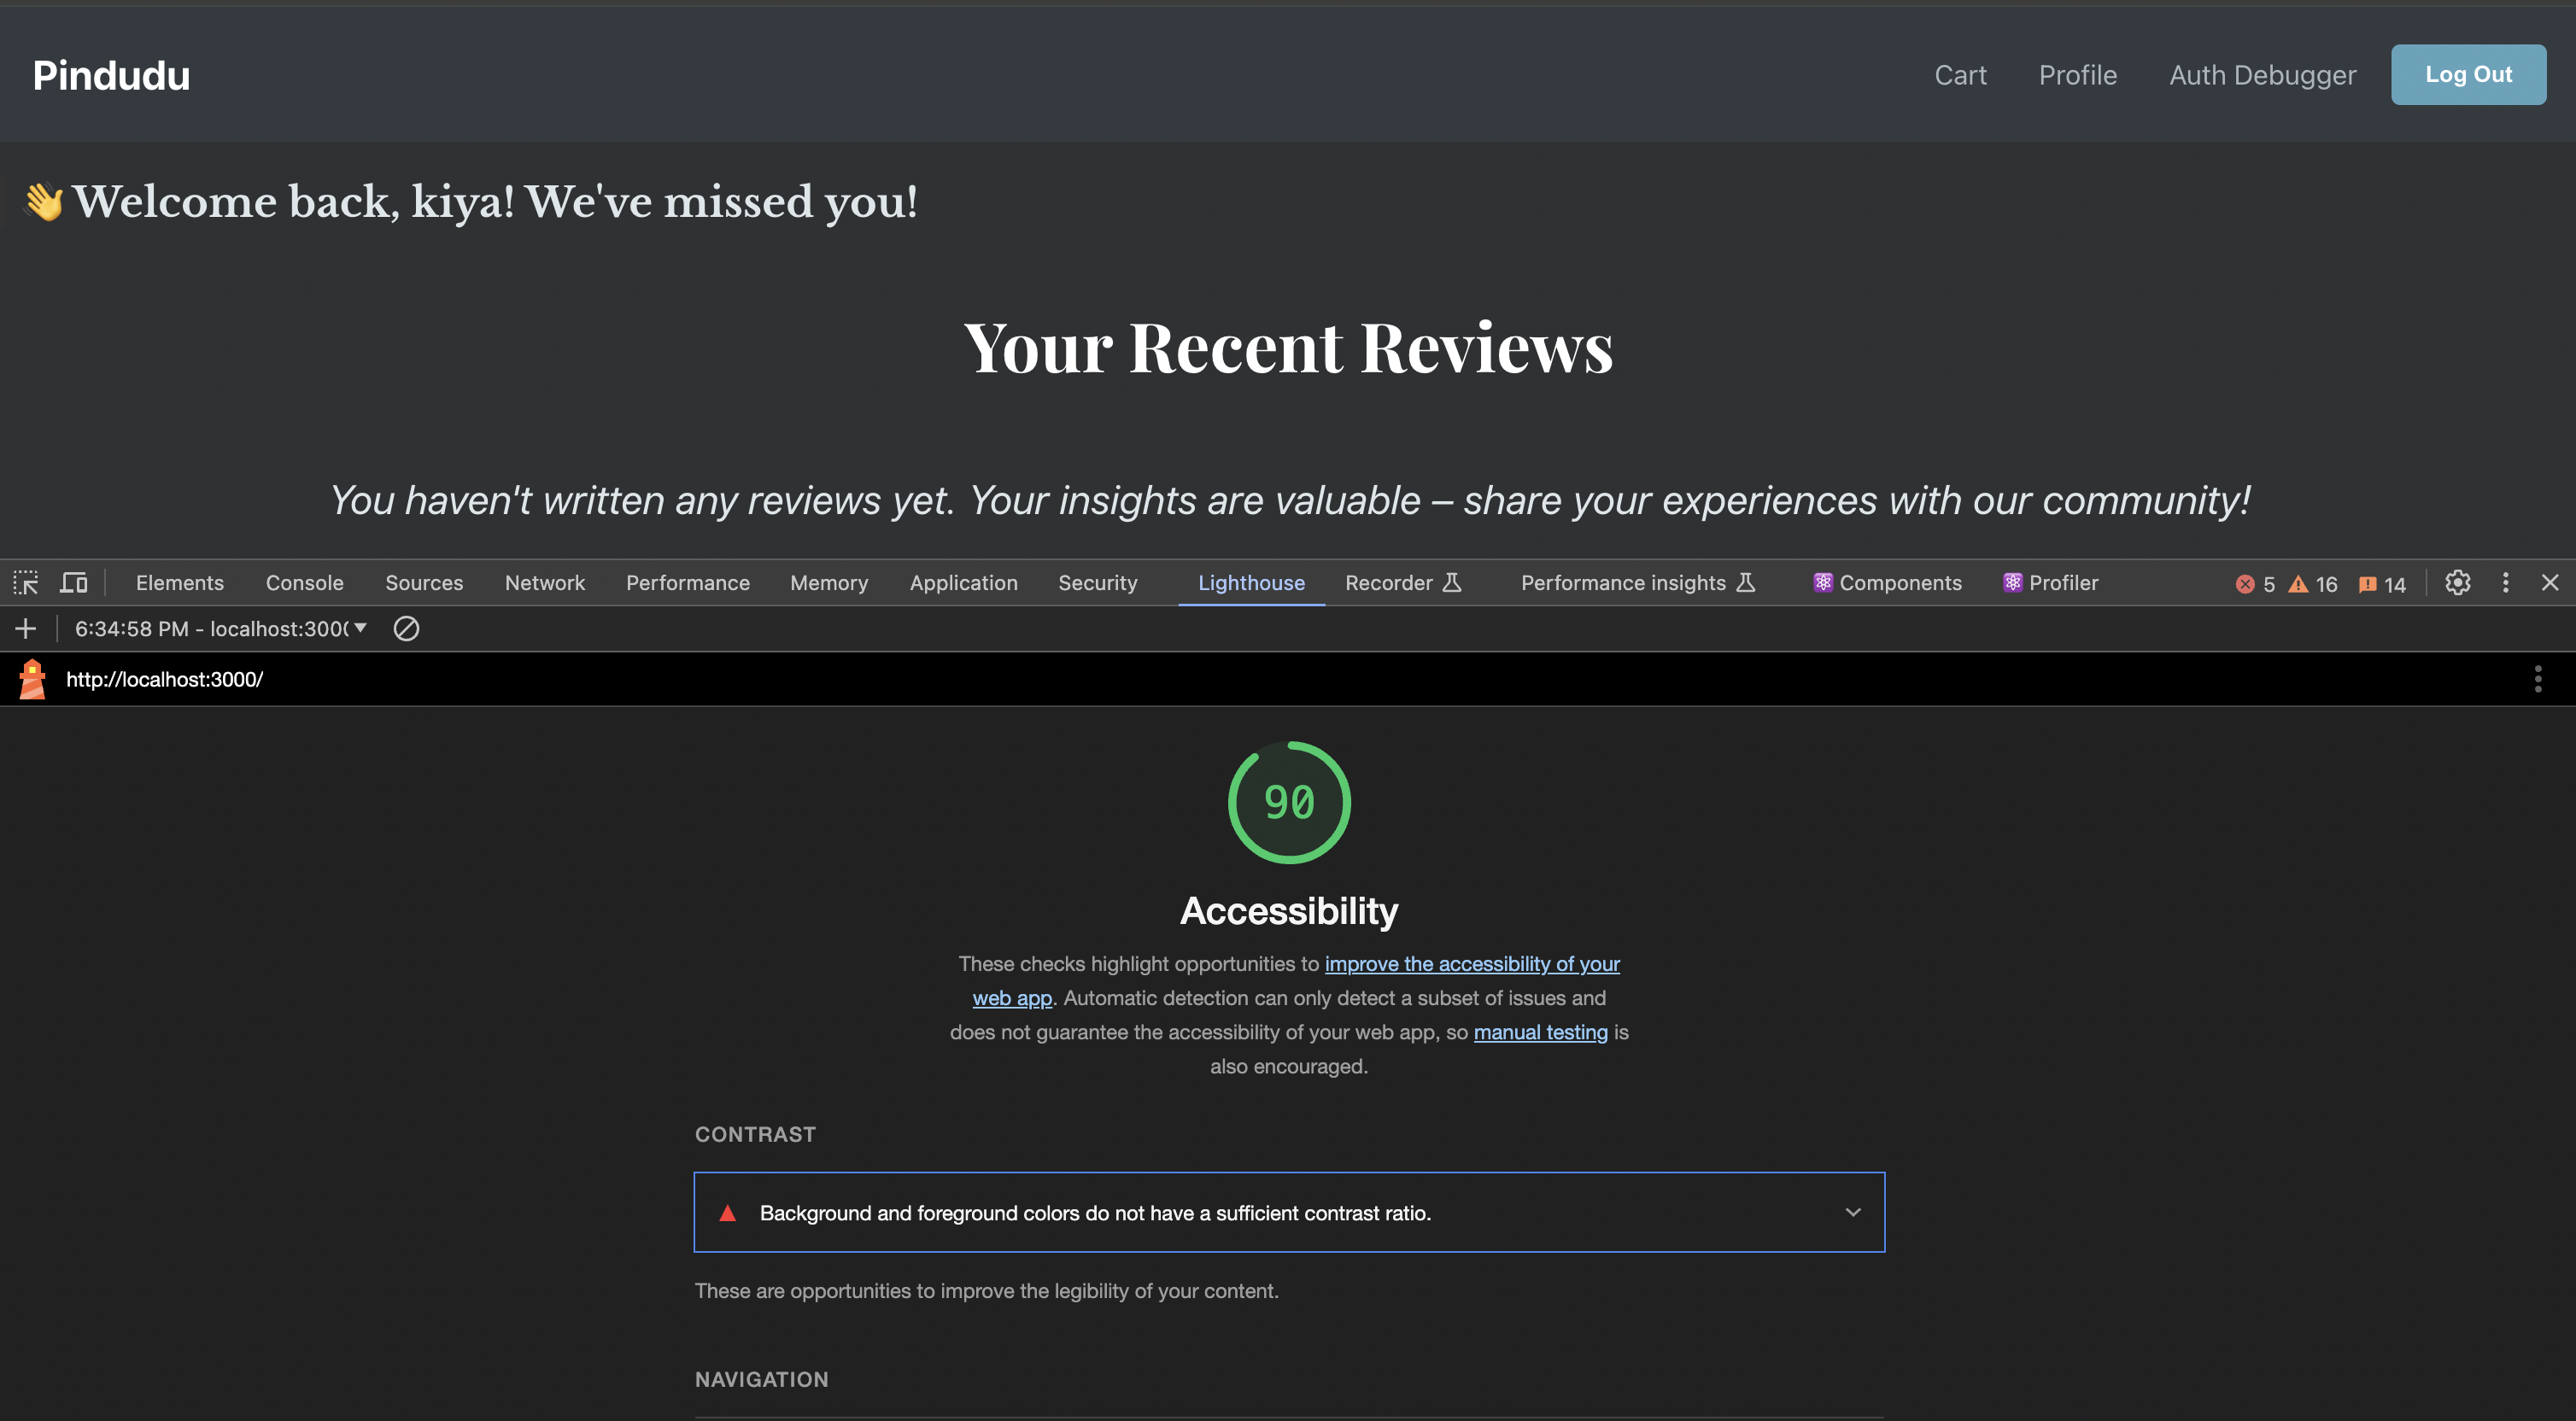 Pindudu
Cart Profile Auth Debugger Log Out
👋 Welcome back, kiya! We've missed you!
Your Recent Reviews
You haven't written any reviews yet. Your insights are valuable – share your experiences with our community!
Elements Console Sources Network Performance Memory Application Security Lighthouse Recorder Performance insights Components Profiler 5 16 14
6:34:58 PM - localhost:300
http://localhost:3000/
90
Accessibility
These checks highlight opportunities to improve the accessibility of your
web app. Automatic detection can only detect a subset of issues and
does not guarantee the accessibility of your web app, so manual testing is
also encouraged.
CONTRAST
Background and foreground colors do not have a sufficient contrast ratio.
These are opportunities to improve the legibility of your content.
NAVIGATION